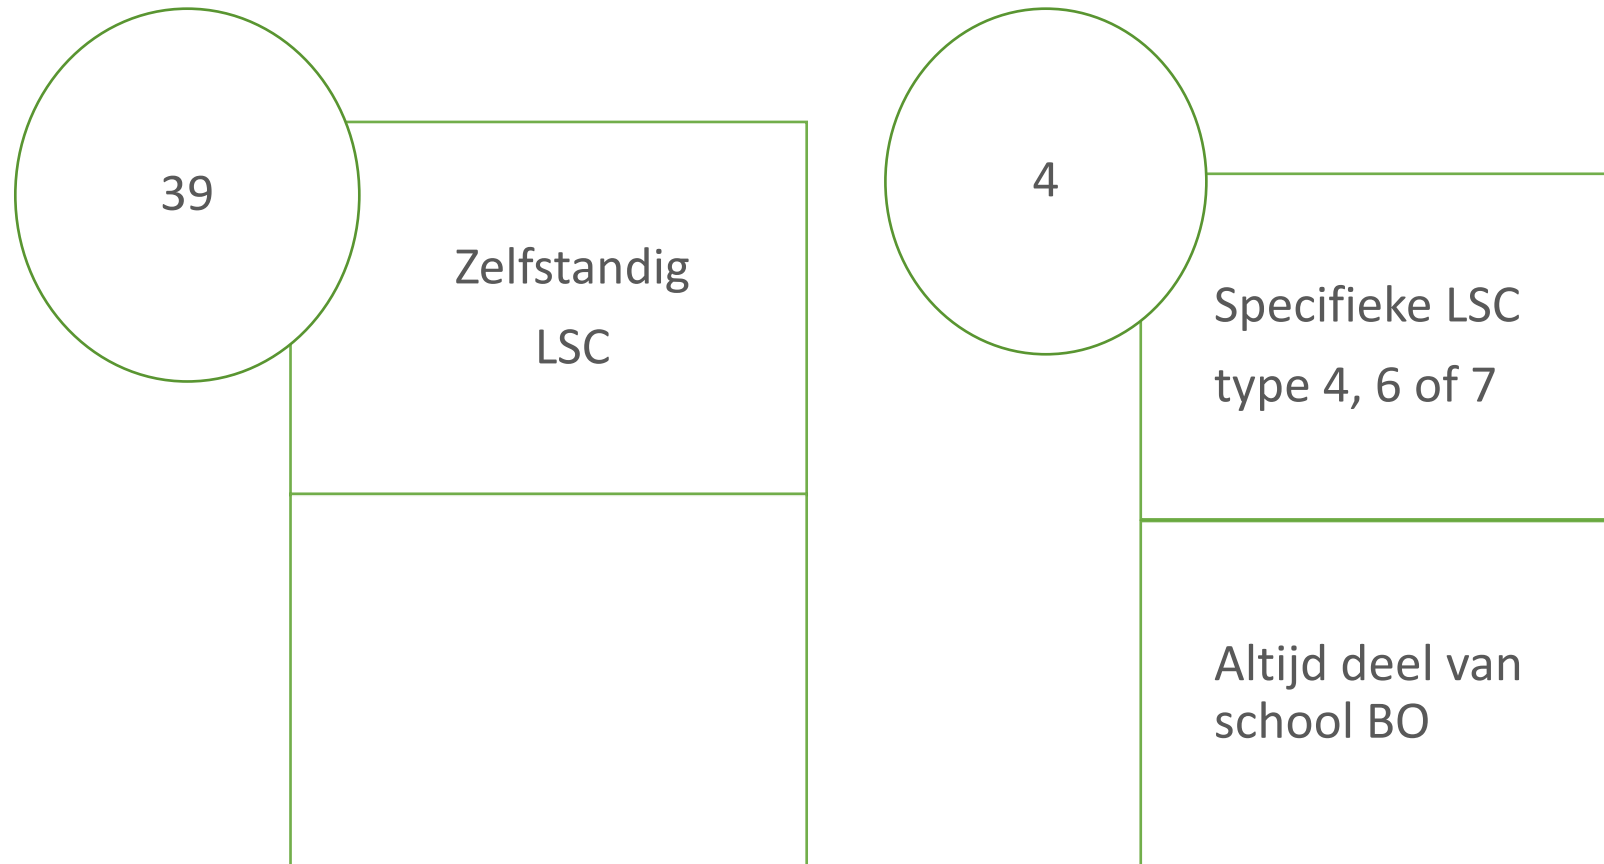 39
Zelfstandig
LSC
4
Specifieke LSC
type 4, 6 of 7
Altijd deel van
school BO